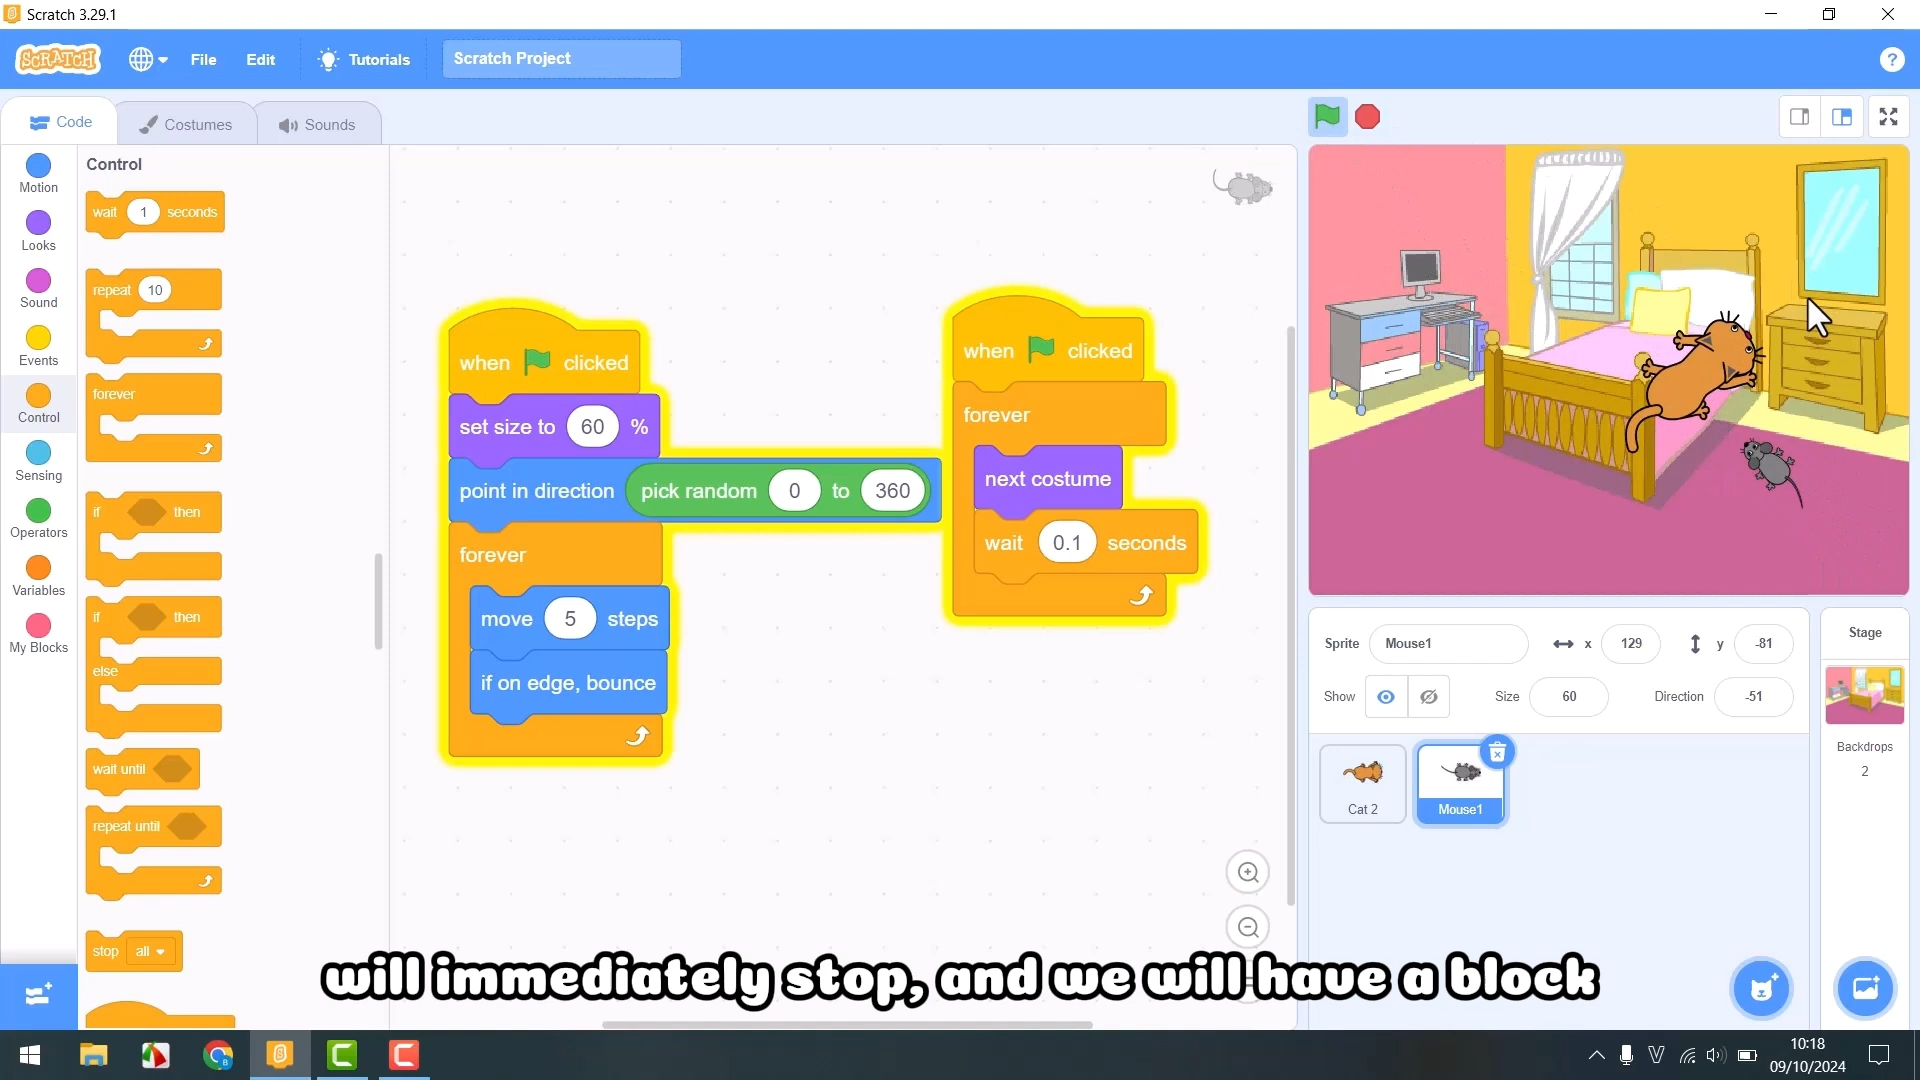 Scratch 3.29.1
SCRATCH
File
Edit
Tutorials
Scratch Project
?
Code
Costumes
Sounds
Motion
Looks
Sound
Events
Control
Sensing
Operators
Variables
My Blocks
Control
wait 1 seconds
repeat 10
forever
if then
if then
else
wait until
repeat until
stop all
when clicked
set size to 60 %
point in direction pick random 0 to 360
forever
move 5 steps
if on edge, bounce
when clicked
forever
next costume
wait 0.1 seconds
Sprite Mouse1 x 129 y -81
Show Size 60 Direction -51
Cat 2
Mouse1
Stage
Backdrops
2
will immediately stop, and we will have a block
10:18
09/10/2024